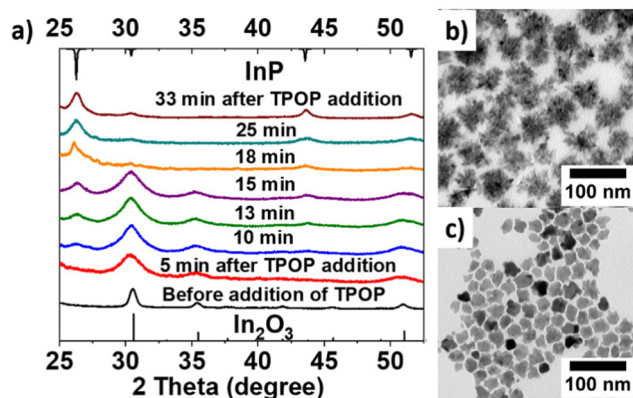 a)
25 30 35 40 45 50
InP
33 min after TPOP addition
25 min
18 min
15 min
13 min
10 min
5 min after TPOP addition
Before addition of TPOP
In₂O₃
25 30 35 40 45 50
2 Theta (degree)
b)
100 nm
c)
100 nm